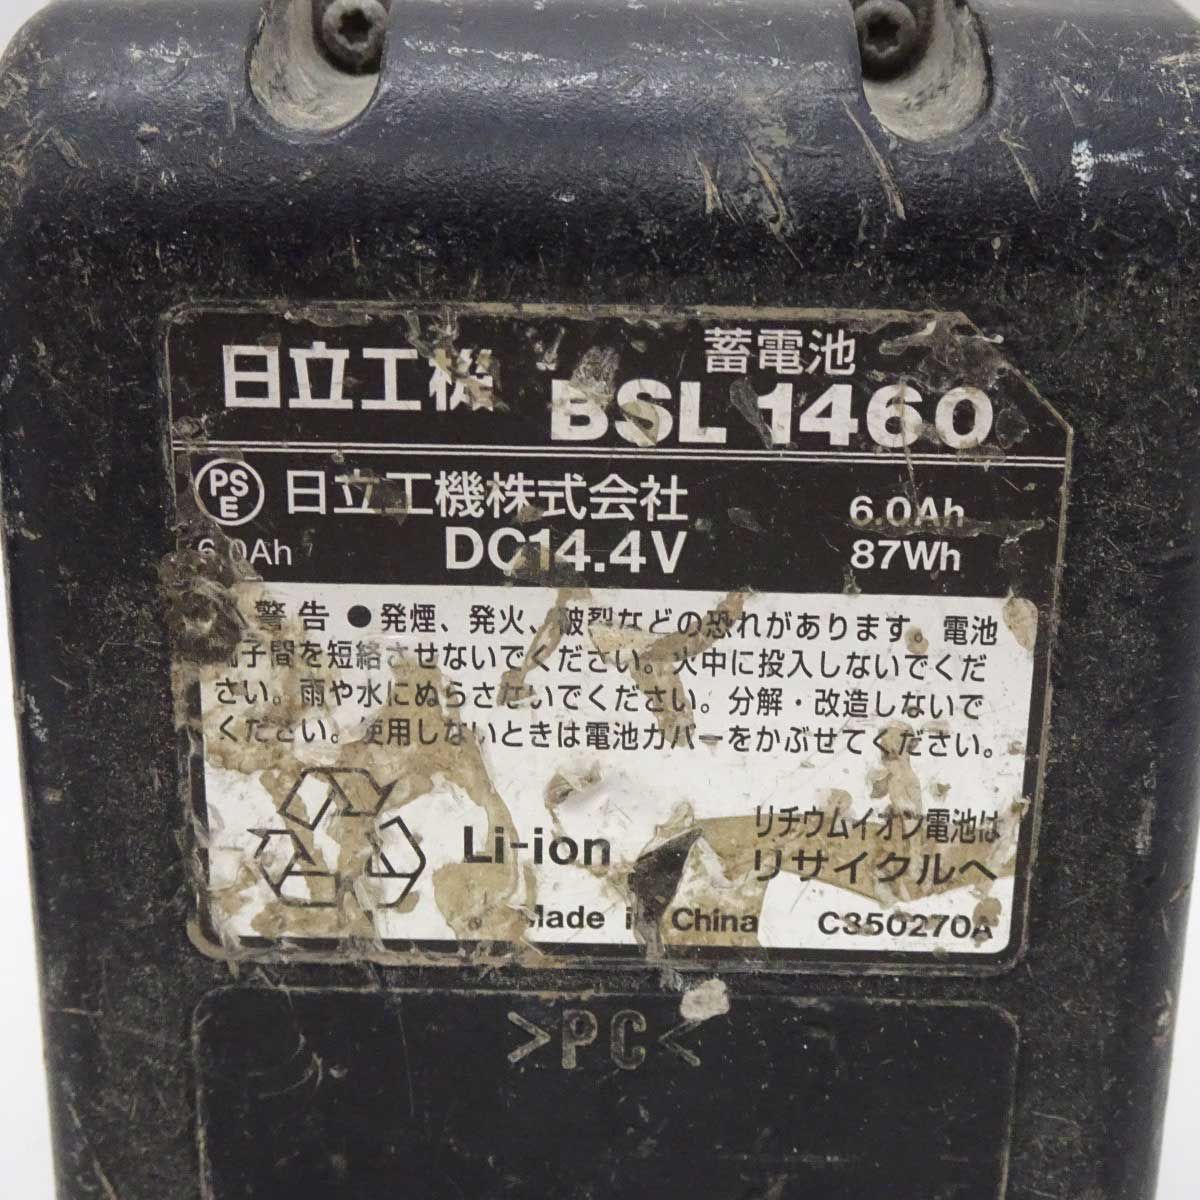 日立工機
蓄電池
BSL 1460
PS E 日立工機株式会社 6.0Ah
6.0Ah DC14.4V 87Wh
警告 ●発煙、発火、破裂などの恐れがあります。電池
端子間を短絡させないでください。火中に投入しないでくだ
さい。雨や水にぬらさないでください。分解・改造しないで
ください。使用しないときは電池カバーをかぶせてください。
リチウムイオン電池は
Li-ion リサイクルへ
Made in China C350270A
>PC<